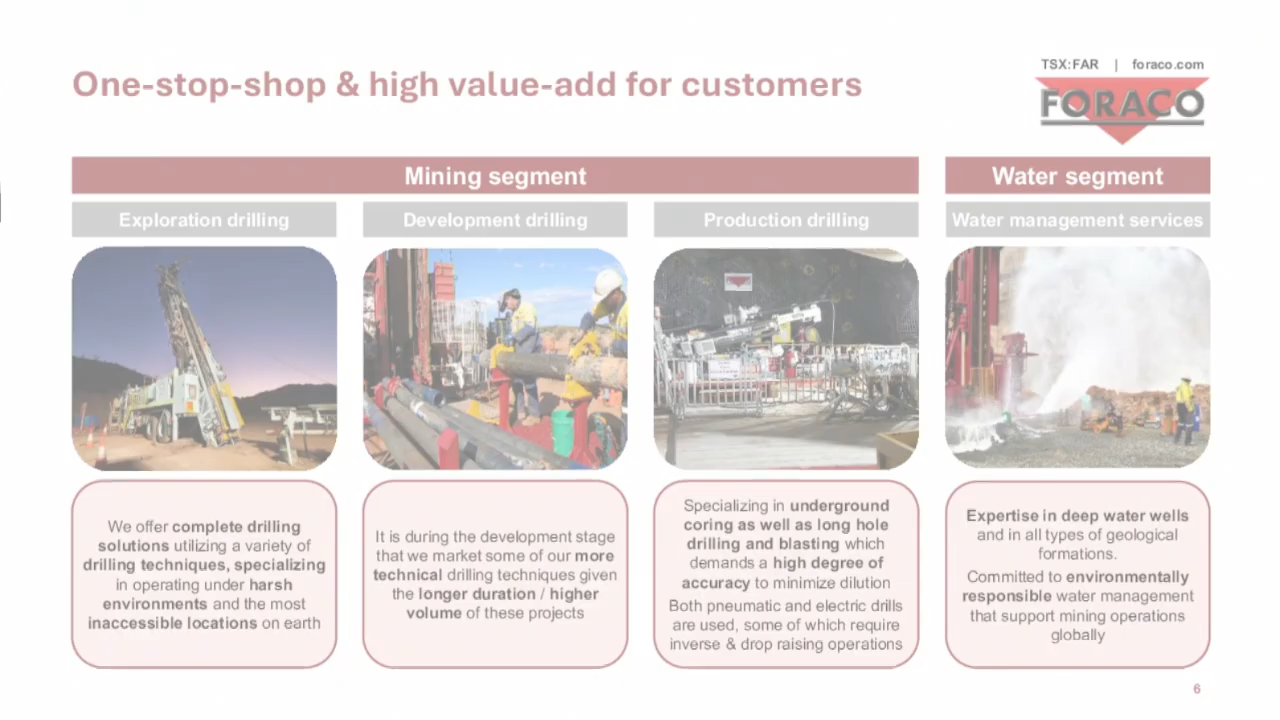 One-stop-shop & high value-add for customers
TSX:FAR | foraco.com
FORACO
Mining segment
Water segment
Exploration drilling
Development drilling
Production drilling
Water management services
We offer complete drilling
solutions utilizing a variety of
drilling techniques, specializing
in operating under harsh
environments and the most
inaccessible locations on earth
It is during the development stage
that we market some of our more
technical drilling techniques given
the longer duration / higher
volume of these projects
Specializing in underground
coring as well as long hole
drilling and blasting which
demands a high degree of
accuracy to minimize dilution
Both pneumatic and electric drills
are used, some of which require
inverse & drop raising operations
Expertise in deep water wells
and in all types of geological
formations.
Committed to environmentally
responsible water management
that support mining operations
globally
6